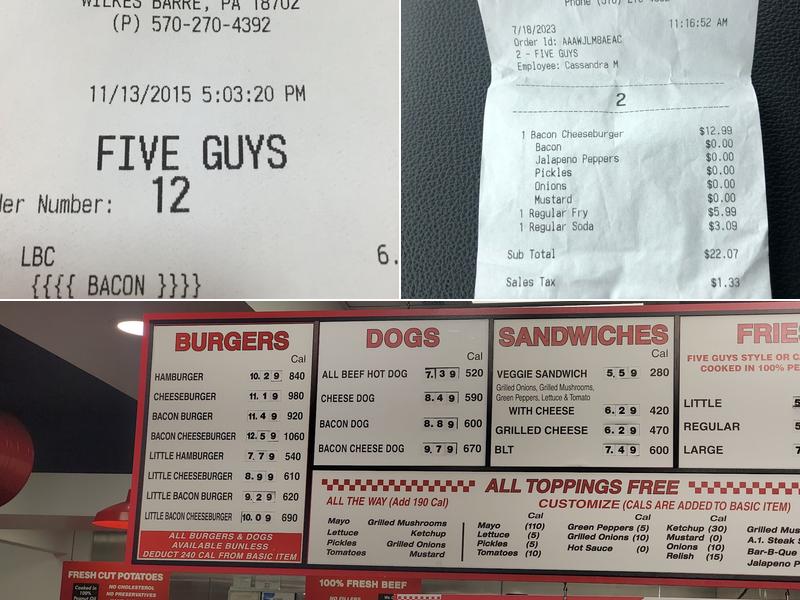 WILKES BARRE, PA 18702
(P) 570-270-4392
11/13/2015 5:03:20 PM
FIVE GUYS
Number: 12
LBC 6.
{{{{ BACON }}}}
Phone (570)
7/18/2023 11:16:52 AM
Order Id: AAAWJLMBAEAC
2 - FIVE GUYS
Employee: Cassandra M
2
1 Bacon Cheeseburger $12.99
Bacon $0.00
Jalapeno Peppers $0.00
Pickles $0.00
Onions $0.00
Mustard $0.00
1 Regular Fry $5.99
1 Regular Soda $3.09
Sub Total $22.07
Sales Tax $1.33
BURGERS
Cal
HAMBURGER 10.29 840
CHEESEBURGER 11.19 980
BACON BURGER 11.49 920
BACON CHEESEBURGER 12.59 1060
LITTLE HAMBURGER 7.79 540
LITTLE CHEESEBURGER 8.99 610
LITTLE BACON BURGER 9.29 620
LITTLE BACON CHEESEBURGER 10.09 690
ALL BURGERS & DOGS
AVAILABLE BUNLESS
DEDUCT 240 CAL FROM BASIC ITEM
DOGS
Cal
ALL BEEF HOT DOG 7.39 520
CHEESE DOG 8.49 590
BACON DOG 8.89 600
BACON CHEESE DOG 9.79 670
SANDWICHES
Cal
VEGGIE SANDWICH 5.59 280
Grilled Onions, Grilled Mushrooms,
Green Peppers, Lettuce & Tomato
WITH CHEESE 6.29 420
GRILLED CHEESE 6.29 470
BLT 7.49 600
FRIES
FIVE GUYS STYLE OR
COOKED IN 100%
LITTLE
REGULAR
LARGE
ALL TOPPINGS FREE
ALL THE WAY (Add 190 Cal)
Mayo Grilled Mushrooms
Lettuce Ketchup
Pickles Grilled Onions
Tomatoes Mustard
CUSTOMIZE (CALS ARE ADDED TO BASIC ITEM)
Cal Cal Cal
Mayo (110) Green Peppers (5) Ketchup (30) Grilled
Lettuce (5) Grilled Onions (10) Mustard (0) A.1. Steak
Pickles (5) Hot Sauce (0) Onions (10) Bar-B-Que
Tomatoes (10) Relish (15) Jalapeno
FRESH CUT POTATOES
Cooked in
100%
Peanut Oil
NO CHOLESTEROL
NO PRESERVATIVES
100% FRESH BEEF
NO FILLERS